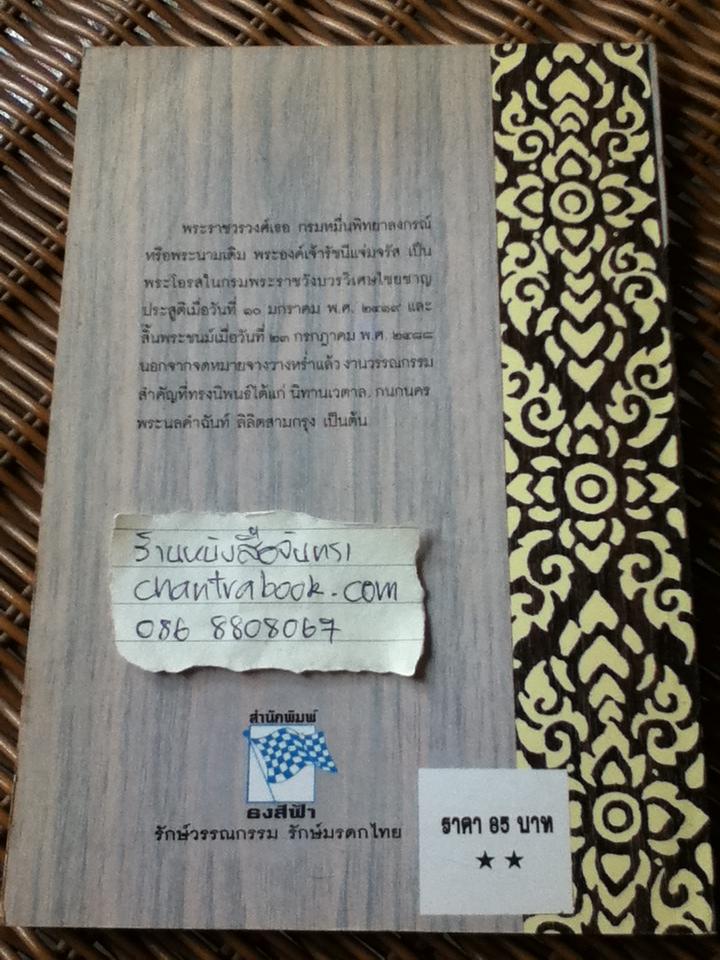 พระราชวรวงศ์เธอ กรมหมื่นพิทยาลงกรณ์
หรือพระนามเดิม พระองค์เจ้ารัชนีแจ่มจรัส เป็น
พระโอรสในกรมพระราชวังบวรวิเศษไชยชาญ
ประสูติเมื่อวันที่ ๑๐ มกราคม พ.ศ. ๒๔๑๙ และ
สิ้นพระชนม์เมื่อวันที่ ๒๓ กรกฎาคม พ.ศ. ๒๔๘๘
นอกจากจดหมายจางวางหร่ำแล้ว งานวรรณกรรม
สำคัญที่ทรงนิพนธ์ได้แก่ นิทานเวตาล กนกนคร
พระนลคำฉันท์ ลิลิตสามกรุง เป็นต้น
ร้านหนังสือจันทรา
chantrabook.com
086 8808067
สำนักพิมพ์
ธงสีฟ้า
รักษ์วรรณกรรม รักษ์มรดกไทย
ราคา 85 บาท
★ ★